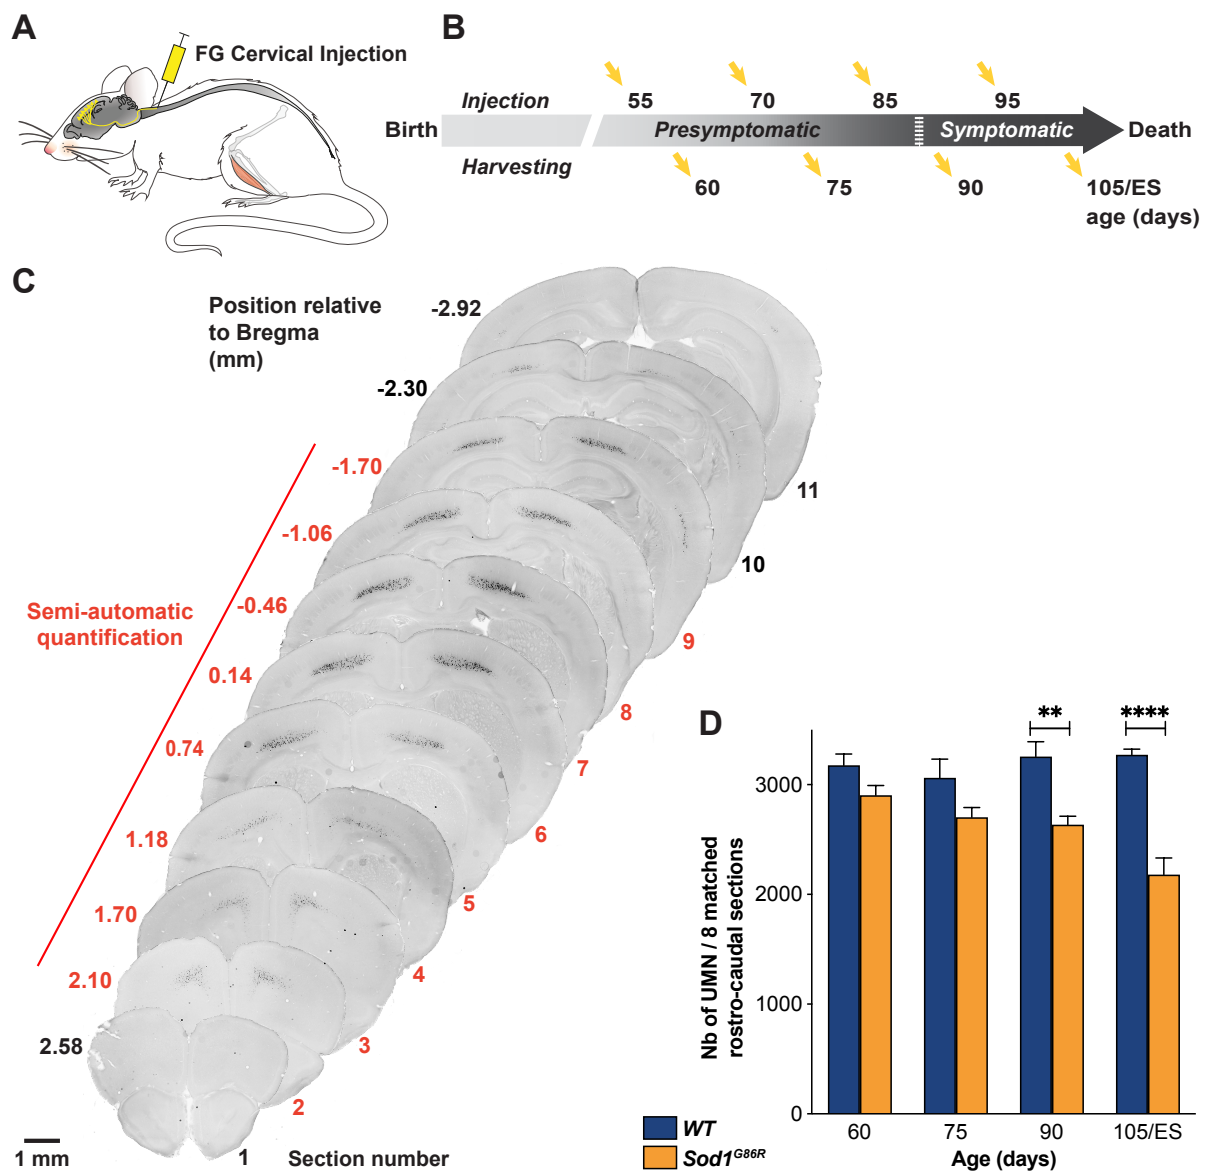 A
FG Cervical Injection
B
55
70
85
95
Injection
Birth
Presymptomatic
Symptomatic
Death
Harvesting
60
75
90
105/ES
age (days)
C
Position relative
to Bregma
(mm)
-2.92
-2.30
-1.70
-1.06
-0.46
0.14
0.74
1.18
1.70
2.10
2.58
Semi-automatic
quantification
11
10
9
8
7
6
5
4
3
2
1
Section number
1 mm
D
**
****
Nb of UMN / 8 matched
rostro-caudal sections
3000
2000
1000
0
60
75
90
105/ES
Age (days)
WT
Sod1G86R